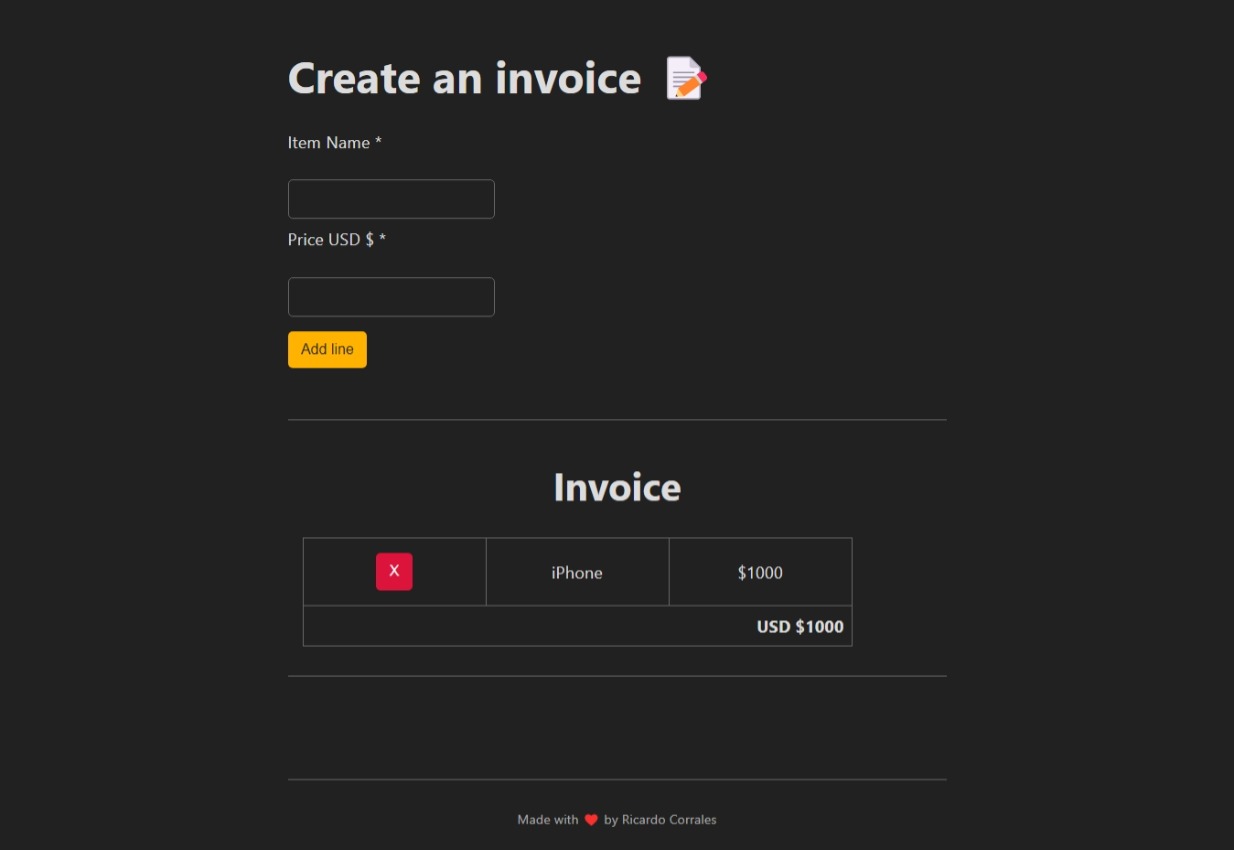 Create an invoice 📝
Item Name *
Price USD $ *
Add line
Invoice
X iPhone $1000
USD $1000
Made with ❤️ by Ricardo Corrales